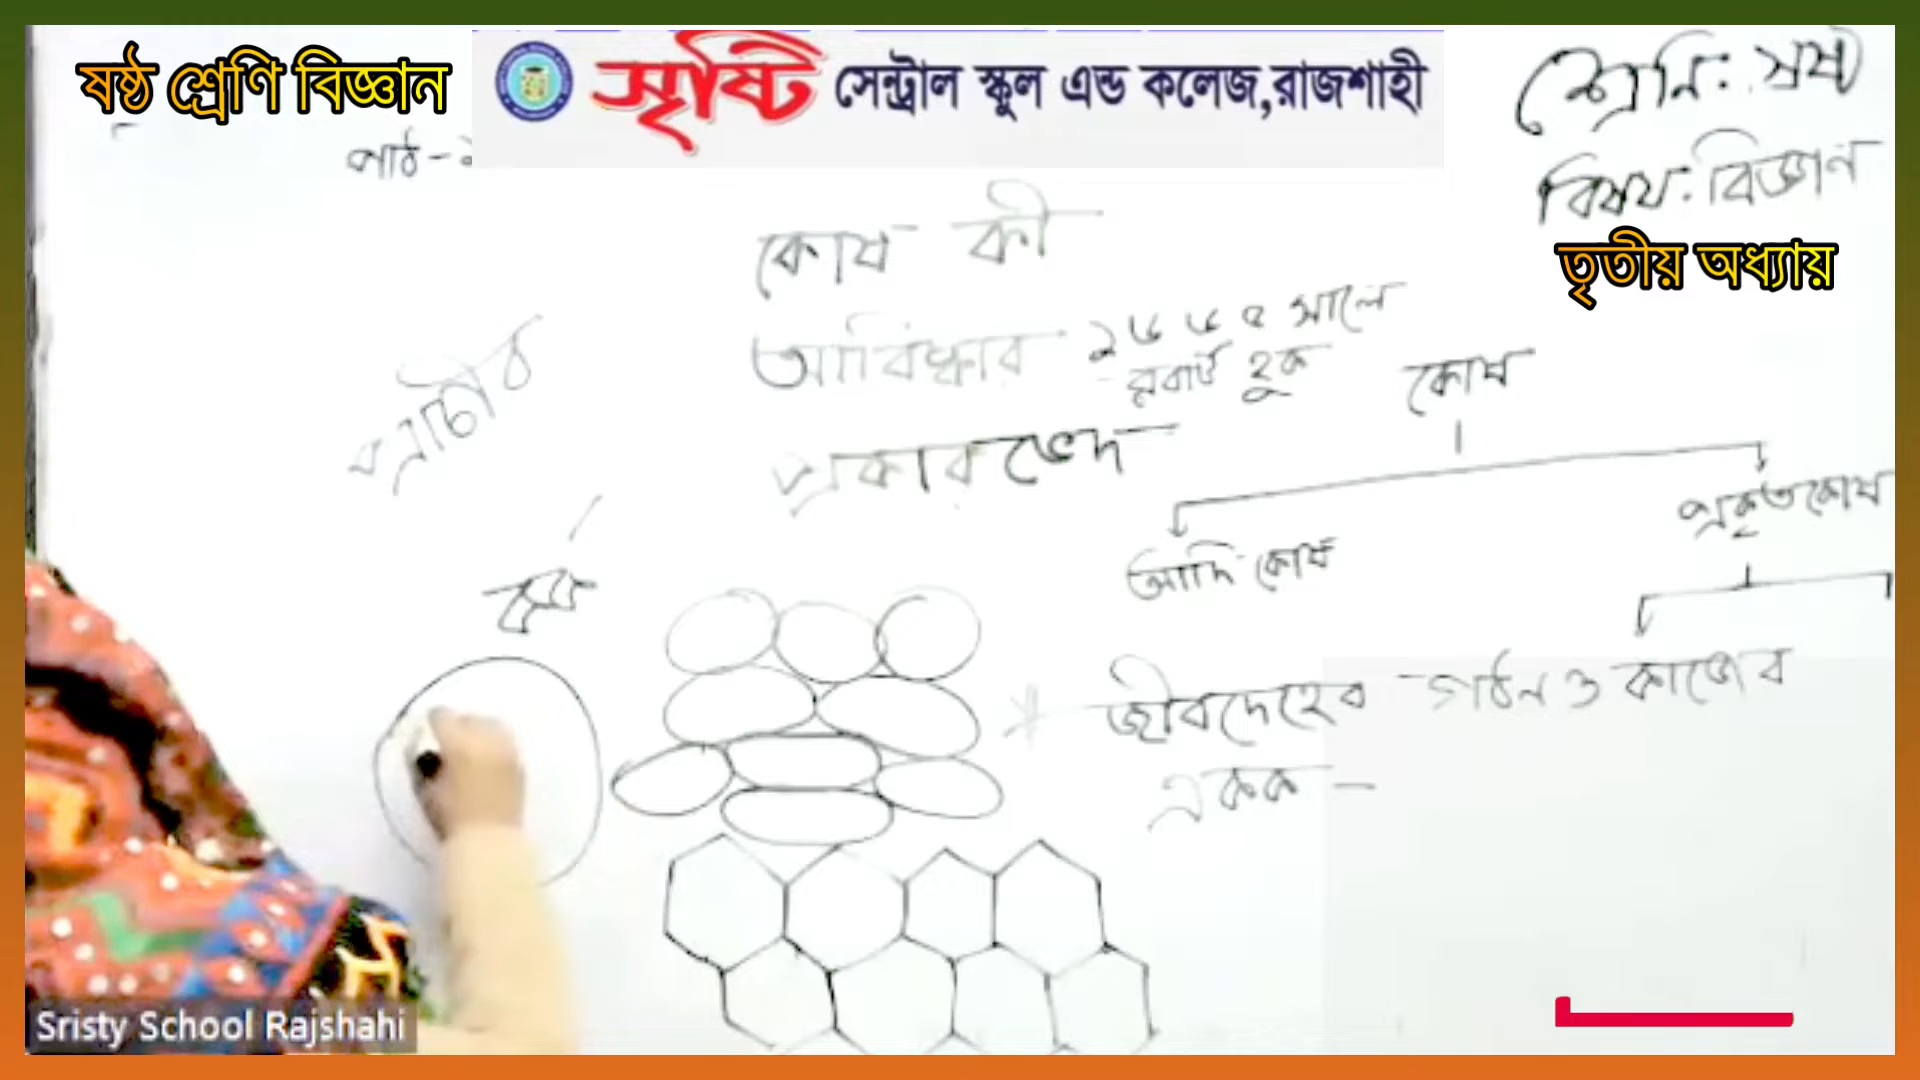 ষষ্ঠ শ্রেণি বিজ্ঞান
সৃষ্টি সেন্ট্রাল স্কুল এন্ড কলেজ,রাজশাহী
শ্রেনি: ষষ্ঠ
বিষয়: বিজ্ঞান
তৃতীয় অধ্যায়
পাঠ-
কোষ কী
আবিষ্কার ১৬৬৫ সালে
রবার্ট হুক
প্রকারভেদ
প্রাচীর
কোষ
আদি কোষ
প্রকৃতকোষ
* জীবদেহের গঠন ও কাজের
একক -
Sristy School Rajshahi